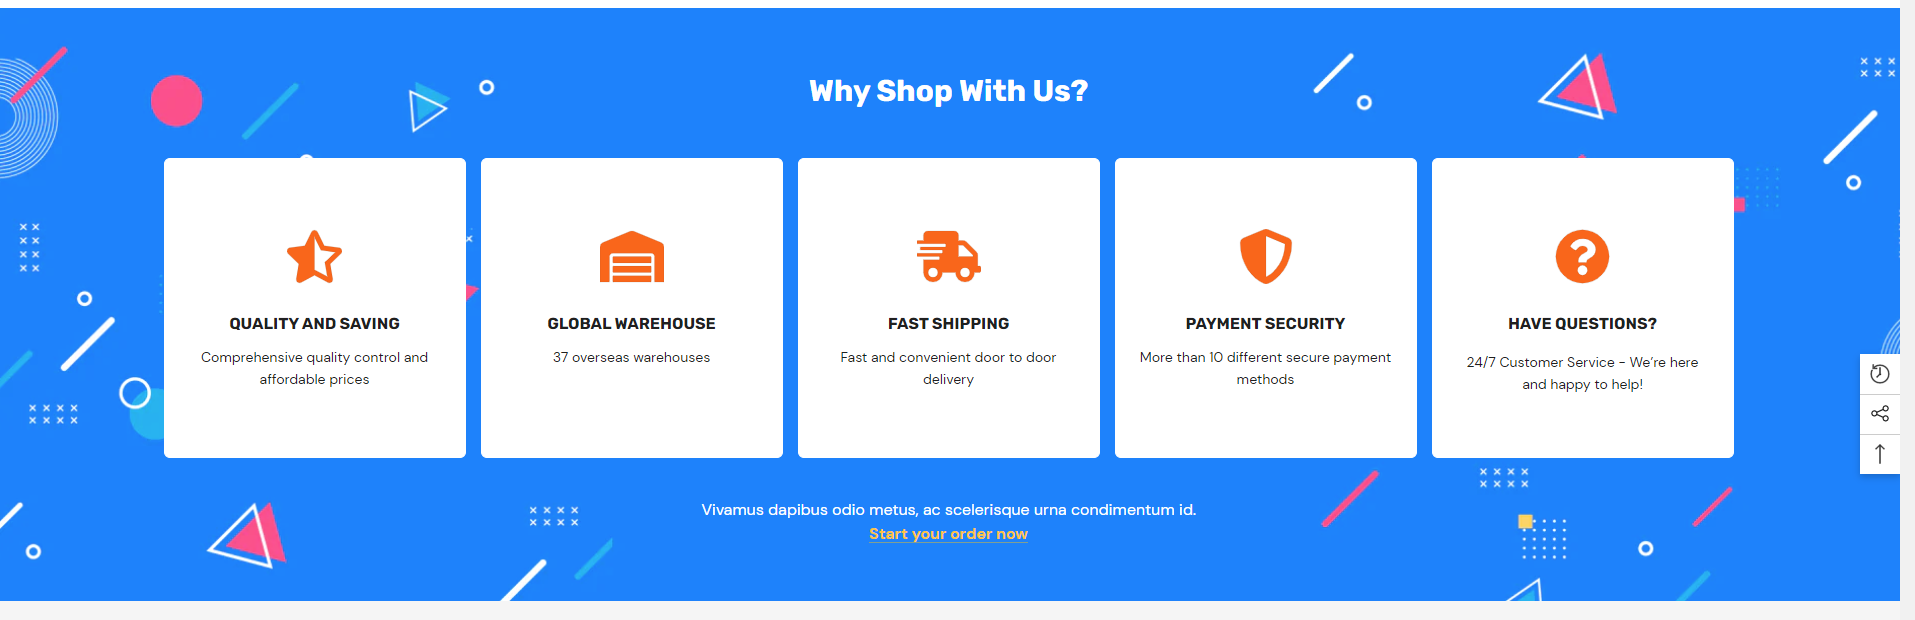 Why Shop With Us?
QUALITY AND SAVING
Comprehensive quality control and
affordable prices
GLOBAL WAREHOUSE
37 overseas warehouses
FAST SHIPPING
Fast and convenient door to door
delivery
PAYMENT SECURITY
More than 10 different secure payment
methods
HAVE QUESTIONS?
24/7 Customer Service - We're here
and happy to help!
Vivamus dapibus odio metus, ac scelerisque urna condimentum id.
Start your order now